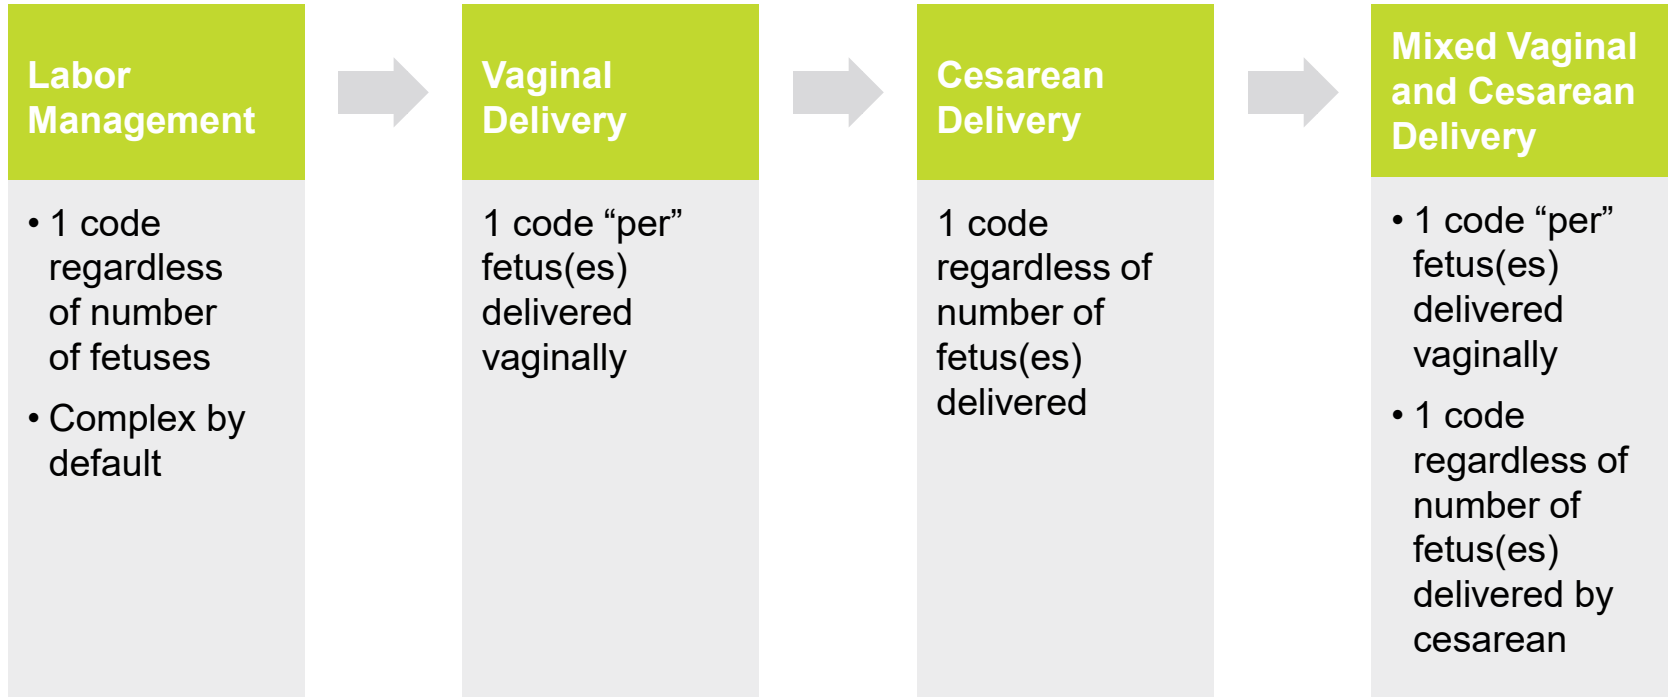 Labor
Management
• 1 code
regardless
of number
of fetuses
• Complex by
default
Vaginal
Delivery
1 code “per”
fetus(es)
delivered
vaginally
Cesarean
Delivery
1 code
regardless of
number of
fetus(es)
delivered
Mixed Vaginal
and Cesarean
Delivery
• 1 code “per”
fetus(es)
delivered
vaginally
• 1 code
regardless of
number of
fetus(es)
delivered by
cesarean